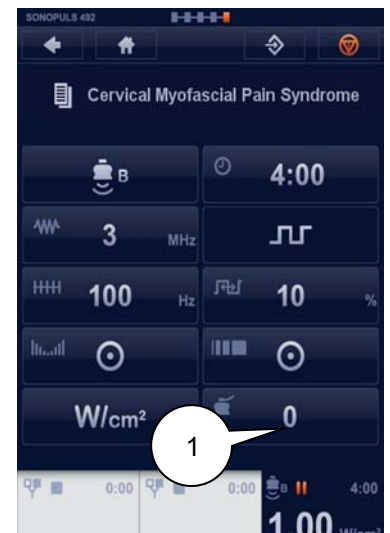 SONOPULS 492
Cervical Myofascial Pain Syndrome
B 4:00
3 MHz
100 Hz 10 %
W/cm² 0
1
0:00 0:00 B 4:00
1.00 W/cm²